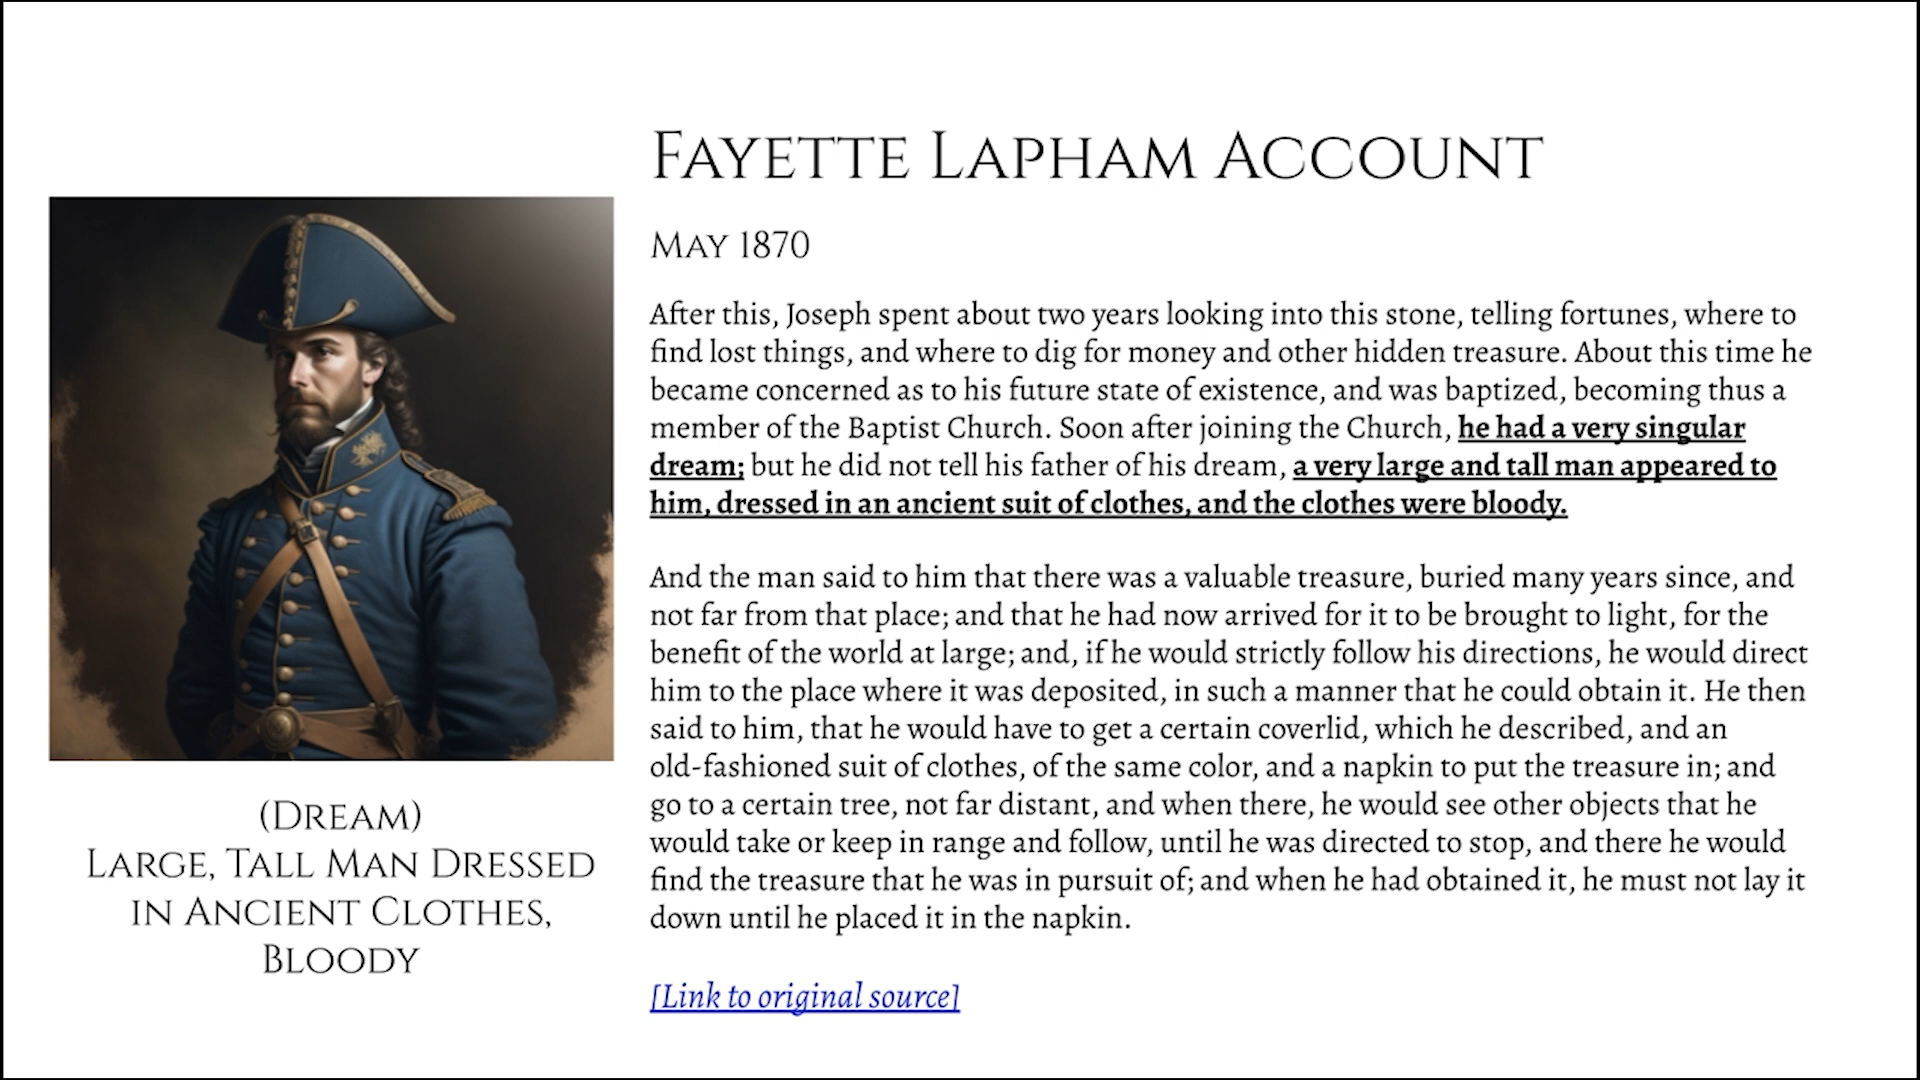 Fayette Lapham Account
May 1870
After this, Joseph spent about two years looking into this stone, telling fortunes, where to
find lost things, and where to dig for money and other hidden treasure. About this time he
became concerned as to his future state of existence, and was baptized, becoming thus a
member of the Baptist Church. Soon after joining the Church, he had a very singular
dream; but he did not tell his father of his dream, a very large and tall man appeared to
him, dressed in an ancient suit of clothes, and the clothes were bloody.
And the man said to him that there was a valuable treasure, buried many years since, and
not far from that place; and that he had now arrived for it to be brought to light, for the
benefit of the world at large; and, if he would strictly follow his directions, he would direct
him to the place where it was deposited, in such a manner that he could obtain it. He then
said to him, that he would have to get a certain coverlid, which he described, and an
old-fashioned suit of clothes, of the same color, and a napkin to put the treasure in; and
go to a certain tree, not far distant, and when there, he would see other objects that he
would take or keep in range and follow, until he was directed to stop, and there he would
find the treasure that he was in pursuit of; and when he had obtained it, he must not lay it
down until he placed it in the napkin.
[Link to original source]
(Dream)
Large, Tall Man Dressed
in Ancient Clothes,
Bloody